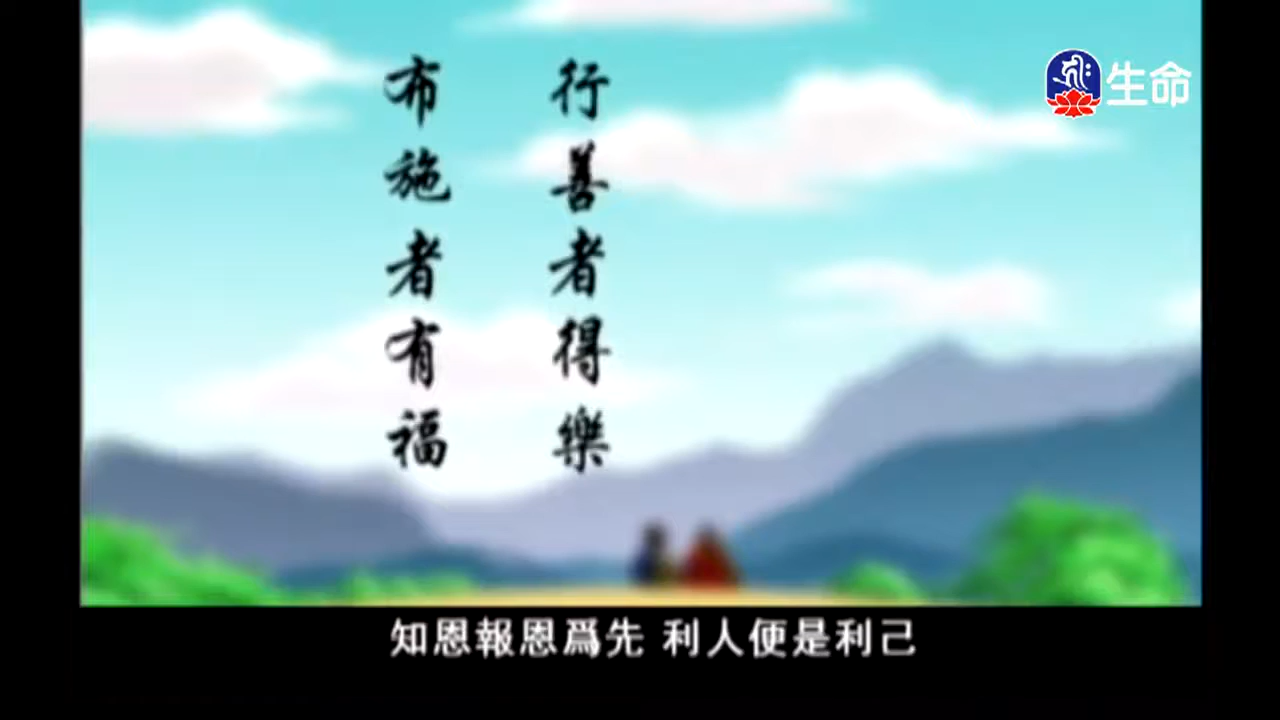 行善者得樂
布施者有福
生命
知恩報恩爲先 利人便是利己